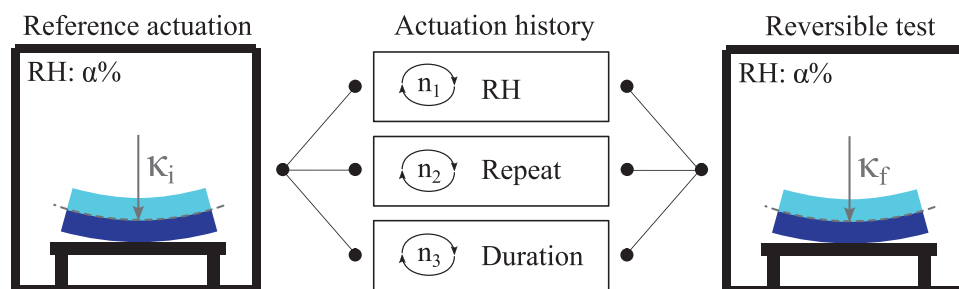 Reference actuation
RH: α%
κi
Actuation history
n1 RH
n2 Repeat
n3 Duration
Reversible test
RH: α%
κf